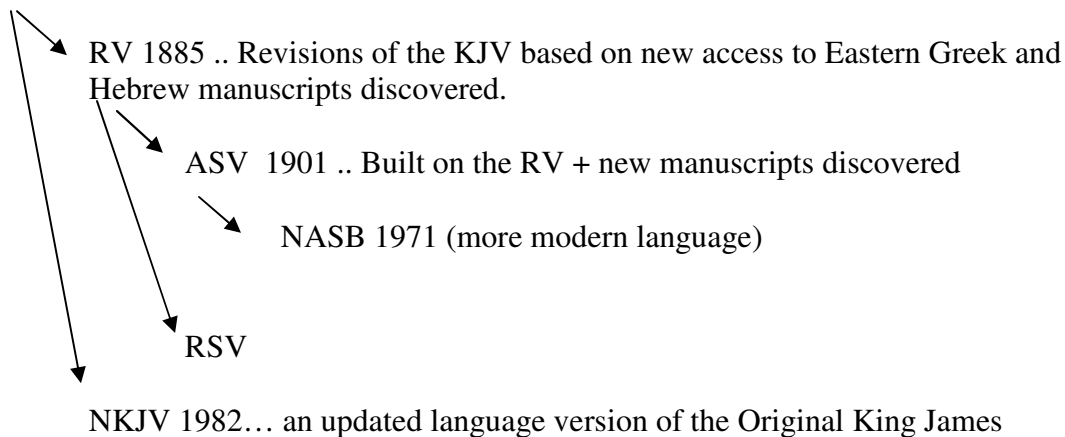 RV 1885 .. Revisions of the KJV based on new access to Eastern Greek and
Hebrew manuscripts discovered.
ASV 1901 .. Built on the RV + new manuscripts discovered
NASB 1971 (more modern language)
RSV
NKJV 1982… an updated language version of the Original King James